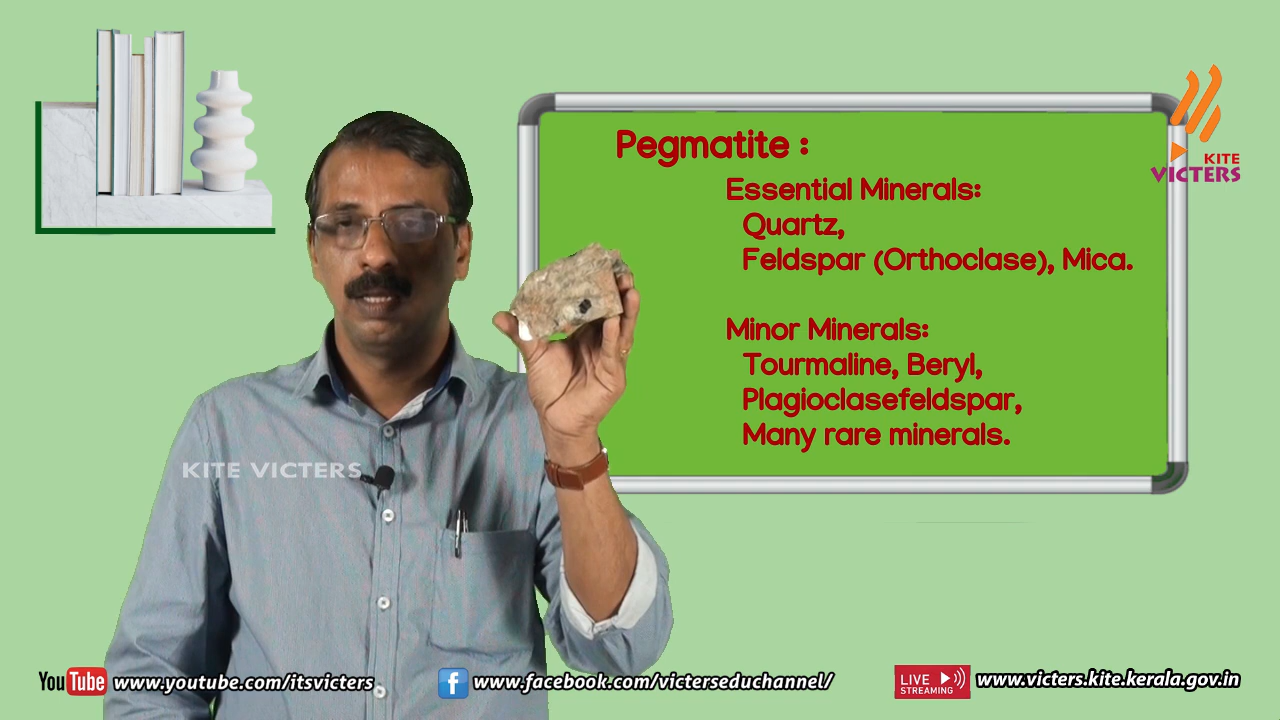 Pegmatite :
Essential Minerals:
Quartz,
Feldspar (Orthoclase), Mica.
Minor Minerals:
Tourmaline, Beryl,
Plagioclasefeldspar,
Many rare minerals.
KITE
VICTERS
KITE VICTERS
YouTube www.youtube.com/itsvicters
f www.facebook.com/victerseduchannel/
LIVE
STREAMING
www.victers.kite.kerala.gov.in